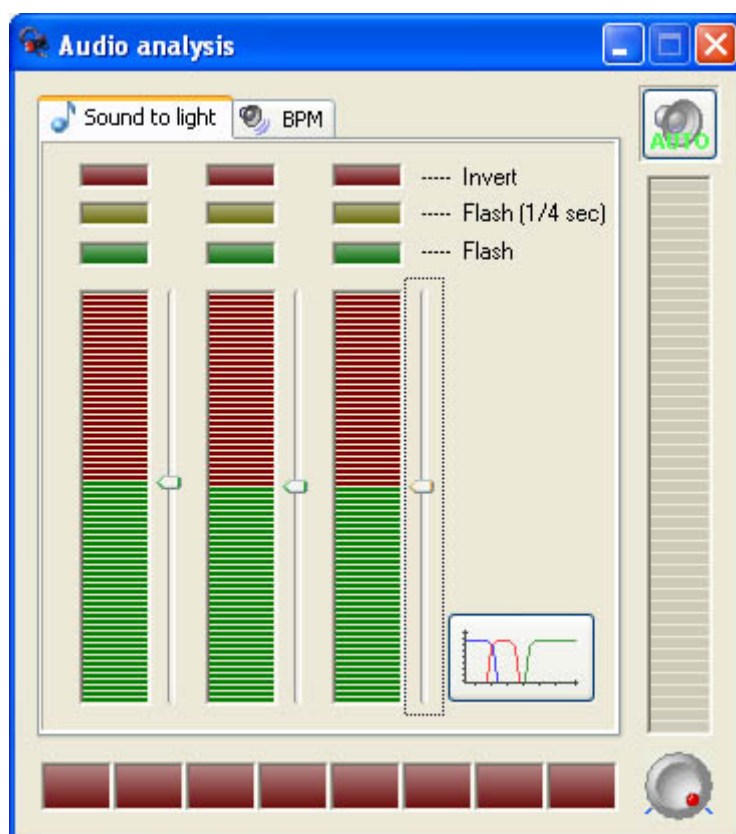 Audio analysis
Sound to light
BPM
AUTO
----- Invert
----- Flash (1/4 sec)
----- Flash